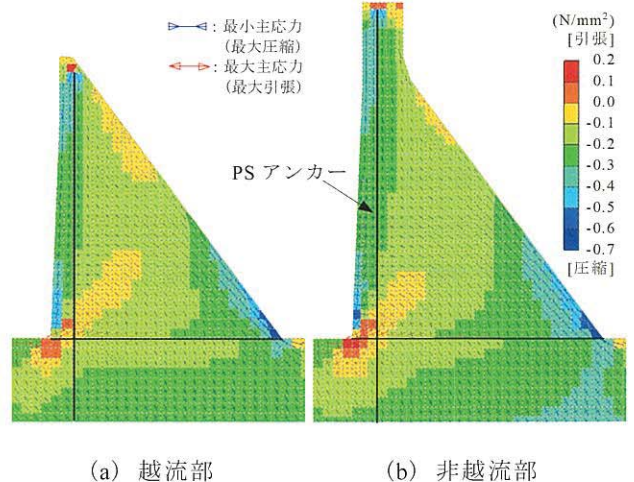 ：最小主応力
(最大圧縮)
：最大主応力
(最大引張)
PS アンカー
(N/mm²)
[引張]
0.2
0.1
0.0
-0.1
-0.2
-0.3
-0.4
-0.5
-0.6
-0.7
[圧縮]
(a) 越流部
(b) 非越流部